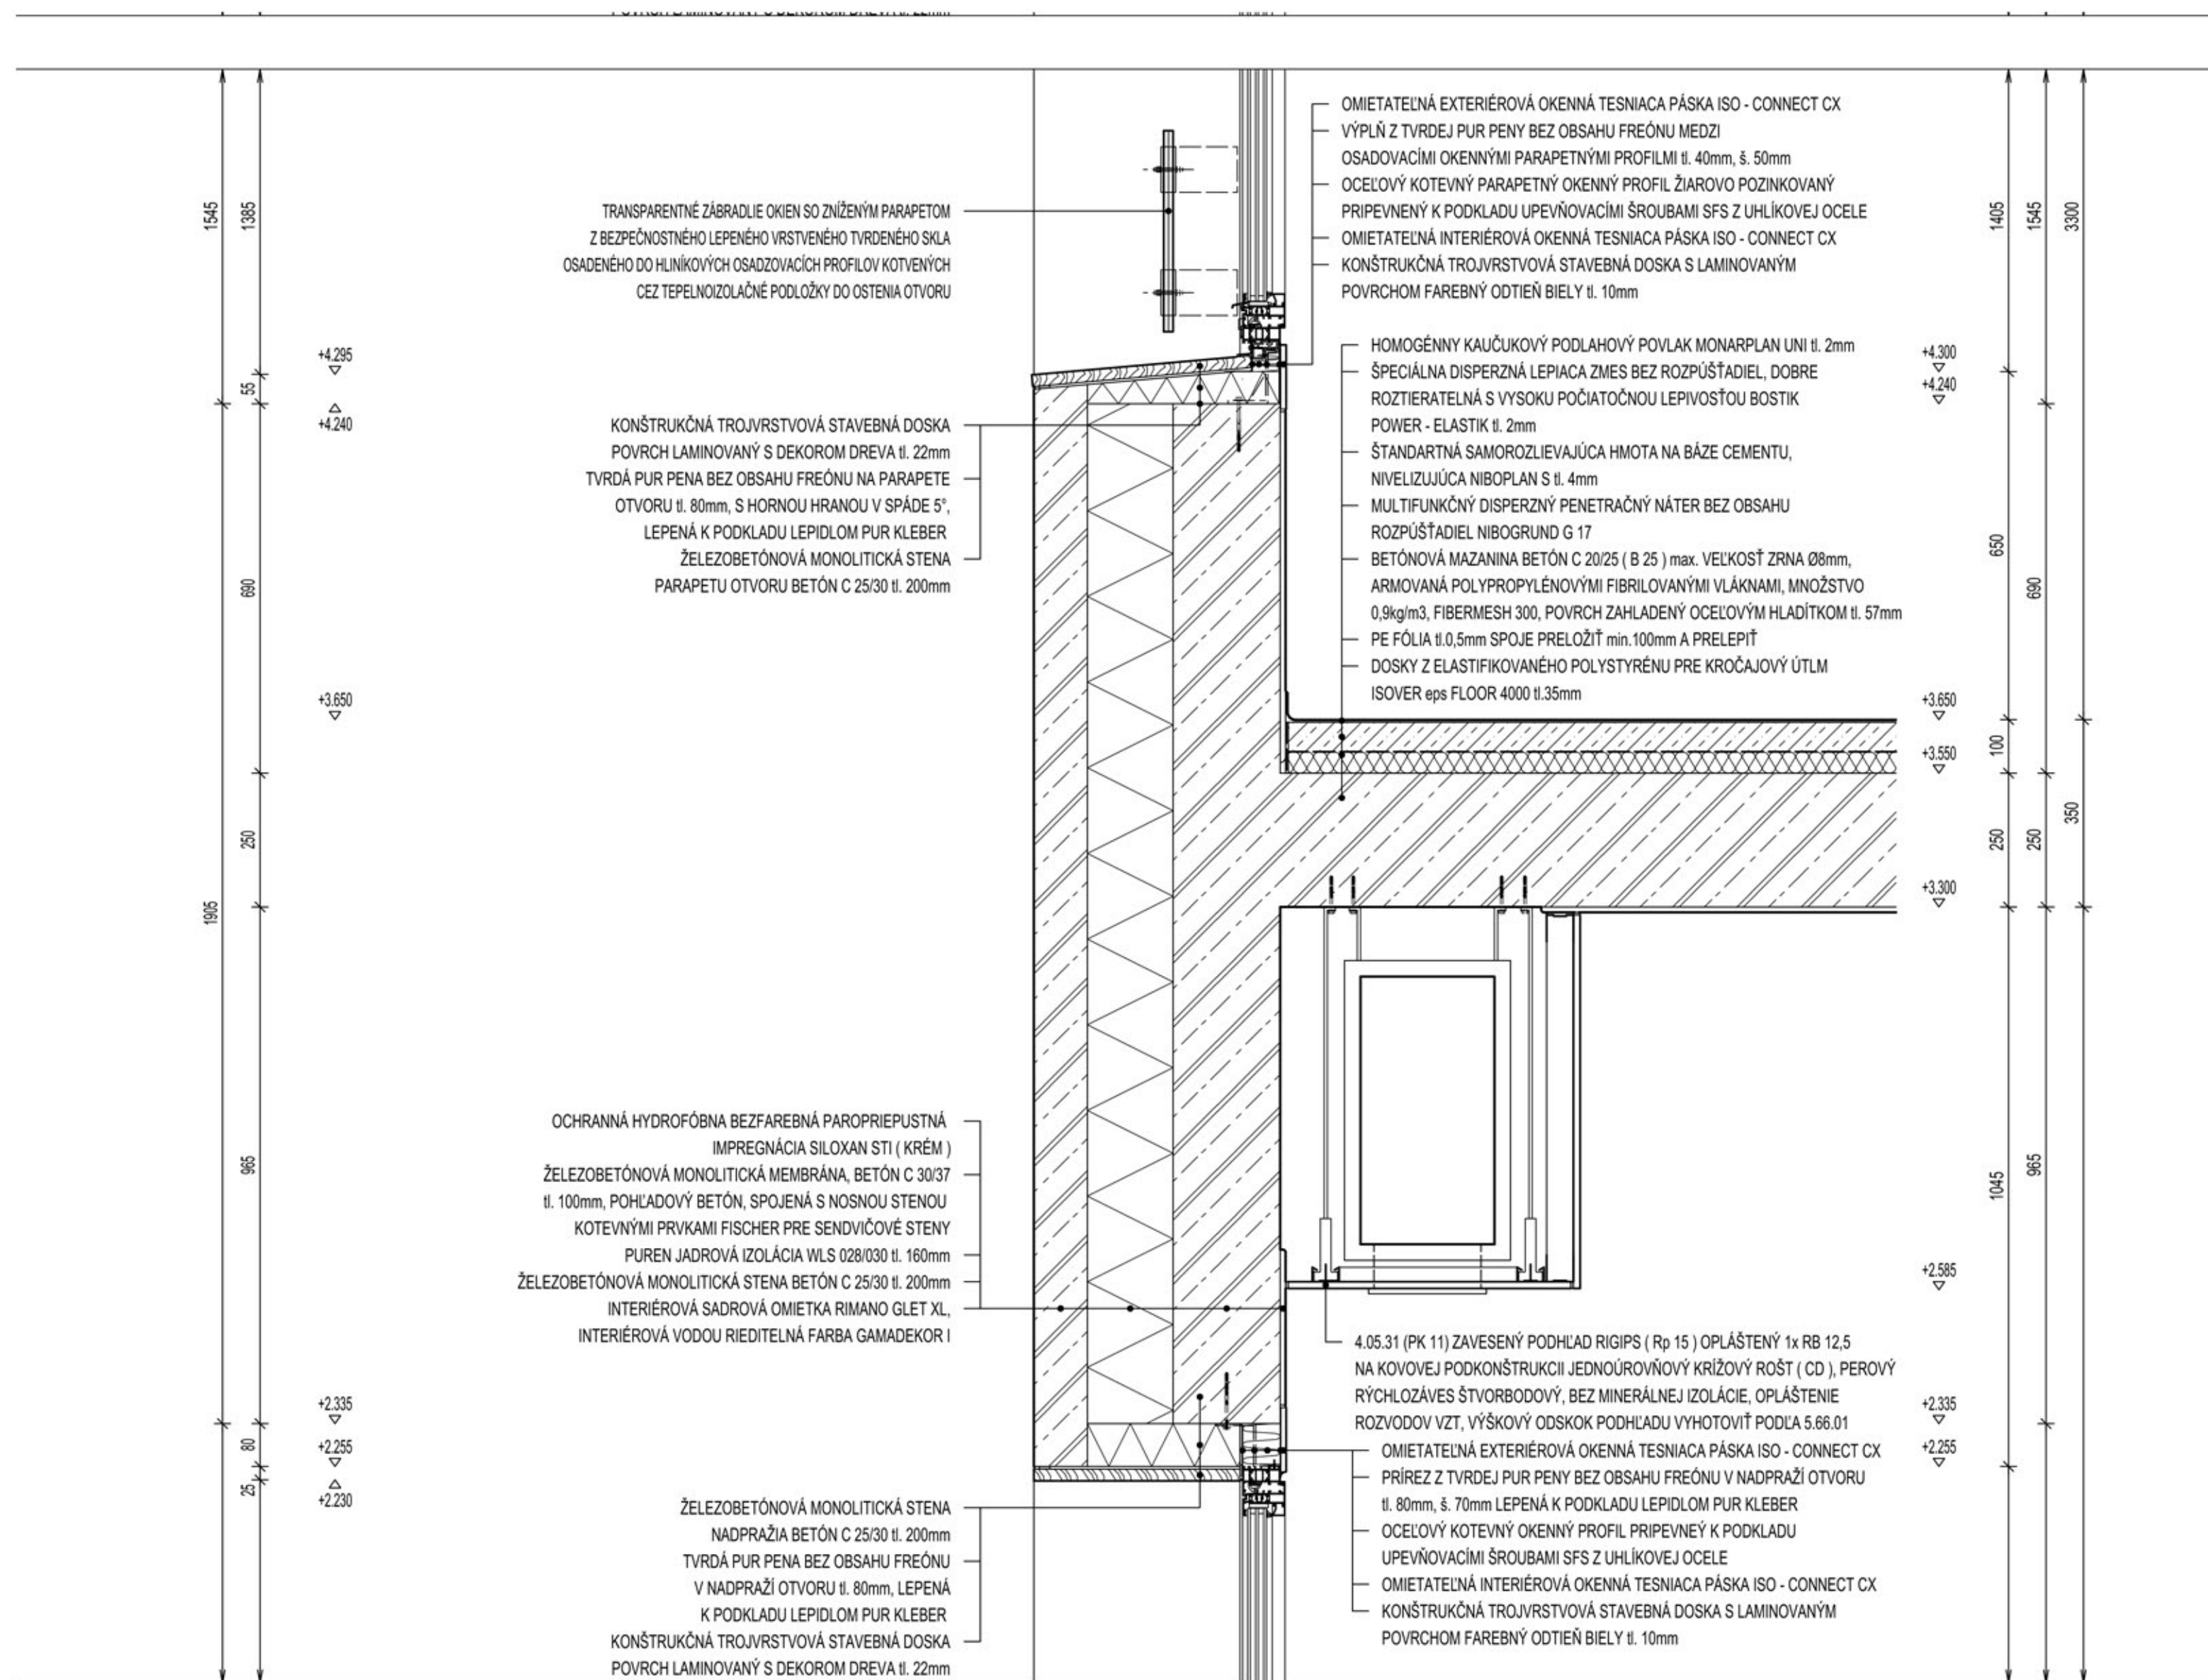 TRANSPARENTNÉ ZÁBRADLIE OKIEN SO ZNÍŽENÝM PARAPETOM
Z BEZPEČNOSTNÉHO LEPENÉHO VRSTVENÉHO TVRDENÉHO SKLA
OSADENÉHO DO HLINÍKOVÝCH OSADZOVACÍCH PROFILOV KOTVENÝCH
CEZ TEPELNOIZOLAČNÉ PODLOŽKY DO OSTENIA OTVORU
KONŠTRUKČNÁ TROJVRSTVOVÁ STAVEBNÁ DOSKA
POVRCH LAMINOVANÝ S DEKOROM DREVA tl. 22mm
TVRDÁ PUR PENA BEZ OBSAHU FREÓNU NA PARAPETE
OTVORU tl. 80mm, S HORNOU HRANOU V SPÁDE 5°,
LEPENÁ K PODKLADU LEPIDLOM PUR KLEBER
ŽELEZOBETÓNOVÁ MONOLITICKÁ STENA
PARAPETU OTVORU BETÓN C 25/30 tl. 200mm
OCHRANNÁ HYDROFÓBNA BEZFAREBNÁ PAROPRIEPUSTNÁ
IMPREGNÁCIA SILOXAN STI ( KRÉM )
ŽELEZOBETÓNOVÁ MONOLITICKÁ MEMBRÁNA, BETÓN C 30/37
tl. 100mm, POHĽADOVÝ BETÓN, SPOJENÁ S NOSNOU STENOU
KOTEVNÝMI PRVKAMI FISCHER PRE SENDVIČOVÉ STENY
PUREN JADROVÁ IZOLÁCIA WLS 028/030 tl. 160mm
ŽELEZOBETÓNOVÁ MONOLITICKÁ STENA BETÓN C 25/30 tl. 200mm
INTERIÉROVÁ SADROVÁ OMIETKA RIMANO GLET XL,
INTERIÉROVÁ VODOU RIEDITELNÁ FARBA GAMADEKOR I
ŽELEZOBETÓNOVÁ MONOLITICKÁ STENA
NADPRAŽIA BETÓN C 25/30 tl. 200mm
TVRDÁ PUR PENA BEZ OBSAHU FREÓNU
V NADPRAŽÍ OTVORU tl. 80mm, LEPENÁ
K PODKLADU LEPIDLOM PUR KLEBER
KONŠTRUKČNÁ TROJVRSTVOVÁ STAVEBNÁ DOSKA
POVRCH LAMINOVANÝ S DEKOROM DREVA tl. 22mm
OMIETATEĽNÁ EXTERIÉROVÁ OKENNÁ TESNIACA PÁSKA ISO - CONNECT CX
VÝPLŇ Z TVRDEJ PUR PENY BEZ OBSAHU FREÓNU MEDZI
OSADOVACÍMI OKENNÝMI PARAPETNÝMI PROFILMI tl. 40mm, š. 50mm
OCEĽOVÝ KOTEVNÝ PARAPETNÝ OKENNÝ PROFIL ŽIAROVO POZINKOVANÝ
PRIPEVNENÝ K PODKLADU UPEVŇOVACÍMI ŠROUBAMI SFS Z UHLÍKOVEJ OCELE
OMIETATEĽNÁ INTERIÉROVÁ OKENNÁ TESNIACA PÁSKA ISO - CONNECT CX
KONŠTRUKČNÁ TROJVRSTVOVÁ STAVEBNÁ DOSKA S LAMINOVANÝM
POVRCHOM FAREBNÝ ODTIEŇ BIELY tl. 10mm
HOMOGÉNNY KAUČUKOVÝ PODLAHOVÝ POVLAK MONARPLAN UNI tl. 2mm
ŠPECIÁLNA DISPERZNÁ LEPIACA ZMES BEZ ROZPÚŠŤADIEL, DOBRE
ROZTIERATELNÁ S VYSOKU POČIATOČNOU LEPIVOSŤOU BOSTIK
POWER - ELASTIK tl. 2mm
ŠTANDARTNÁ SAMOROZLIEVAJÚCA HMOTA NA BÁZE CEMENTU,
NIVELIZUJÚCA NIBOPLAN S tl. 4mm
MULTIFUNKČNÝ DISPERZNÝ PENETRAČNÝ NÁTER BEZ OBSAHU
ROZPÚŠŤADIEL NIBOGRUND G 17
BETÓNOVÁ MAZANINA BETÓN C 20/25 ( B 25 ) max. VEĽKOSŤ ZRNA Ø8mm,
ARMOVANÁ POLYPROPYLÉNOVÝMI FIBRILOVANÝMI VLÁKNAMI, MNOŽSTVO
0,9kg/m3, FIBERMESH 300, POVRCH ZAHLADENÝ OCEĽOVÝM HLADÍTKOM tl. 57mm
PE FÓLIA tl.0,5mm SPOJE PRELOŽIŤ min.100mm A PRELEPIŤ
DOSKY Z ELASTIFIKOVANÉHO POLYSTYRÉNU PRE KROČAJOVÝ ÚTLM
ISOVER eps FLOOR 4000 tl.35mm
4.05.31 (PK 11) ZAVESENÝ PODHĽAD RIGIPS ( Rp 15 ) OPLÁŠTENÝ 1x RB 12,5
NA KOVOVEJ PODKONŠTRUKCII JEDNOÚROVŇOVÝ KRÍŽOVÝ ROŠT ( CD ), PEROVÝ
RÝCHLOZÁVES ŠTVORBODOVÝ, BEZ MINERÁLNEJ IZOLÁCIE, OPLÁŠTENIE
ROZVODOV VZT, VÝŠKOVÝ ODSKOK PODHĽADU VYHOTOVIŤ PODĽA 5.66.01
OMIETATEĽNÁ EXTERIÉROVÁ OKENNÁ TESNIACA PÁSKA ISO - CONNECT CX
PRÍREZ Z TVRDEJ PUR PENY BEZ OBSAHU FREÓNU V NADPRAŽÍ OTVORU
tl. 80mm, š. 70mm LEPENÁ K PODKLADU LEPIDLOM PUR KLEBER
OCEĽOVÝ KOTEVNÝ OKENNÝ PROFIL PRIPEVNEÝ K PODKLADU
UPEVŇOVACÍMI ŠROUBAMI SFS Z UHLÍKOVEJ OCELE
OMIETATEĽNÁ INTERIÉROVÁ OKENNÁ TESNIACA PÁSKA ISO - CONNECT CX
KONŠTRUKČNÁ TROJVRSTVOVÁ STAVEBNÁ DOSKA S LAMINOVANÝM
POVRCHOM FAREBNÝ ODTIEŇ BIELY tl. 10mm
1545
1905
1385
55
690
250
965
80
25
+4.295
+4.240
+3.650
+2.335
+2.255
+2.230
+4.300
+4.240
+3.650
+3.550
+3.300
+2.585
+2.335
+2.255
1405
650
100
250
1045
1545
690
250
965
3300
350